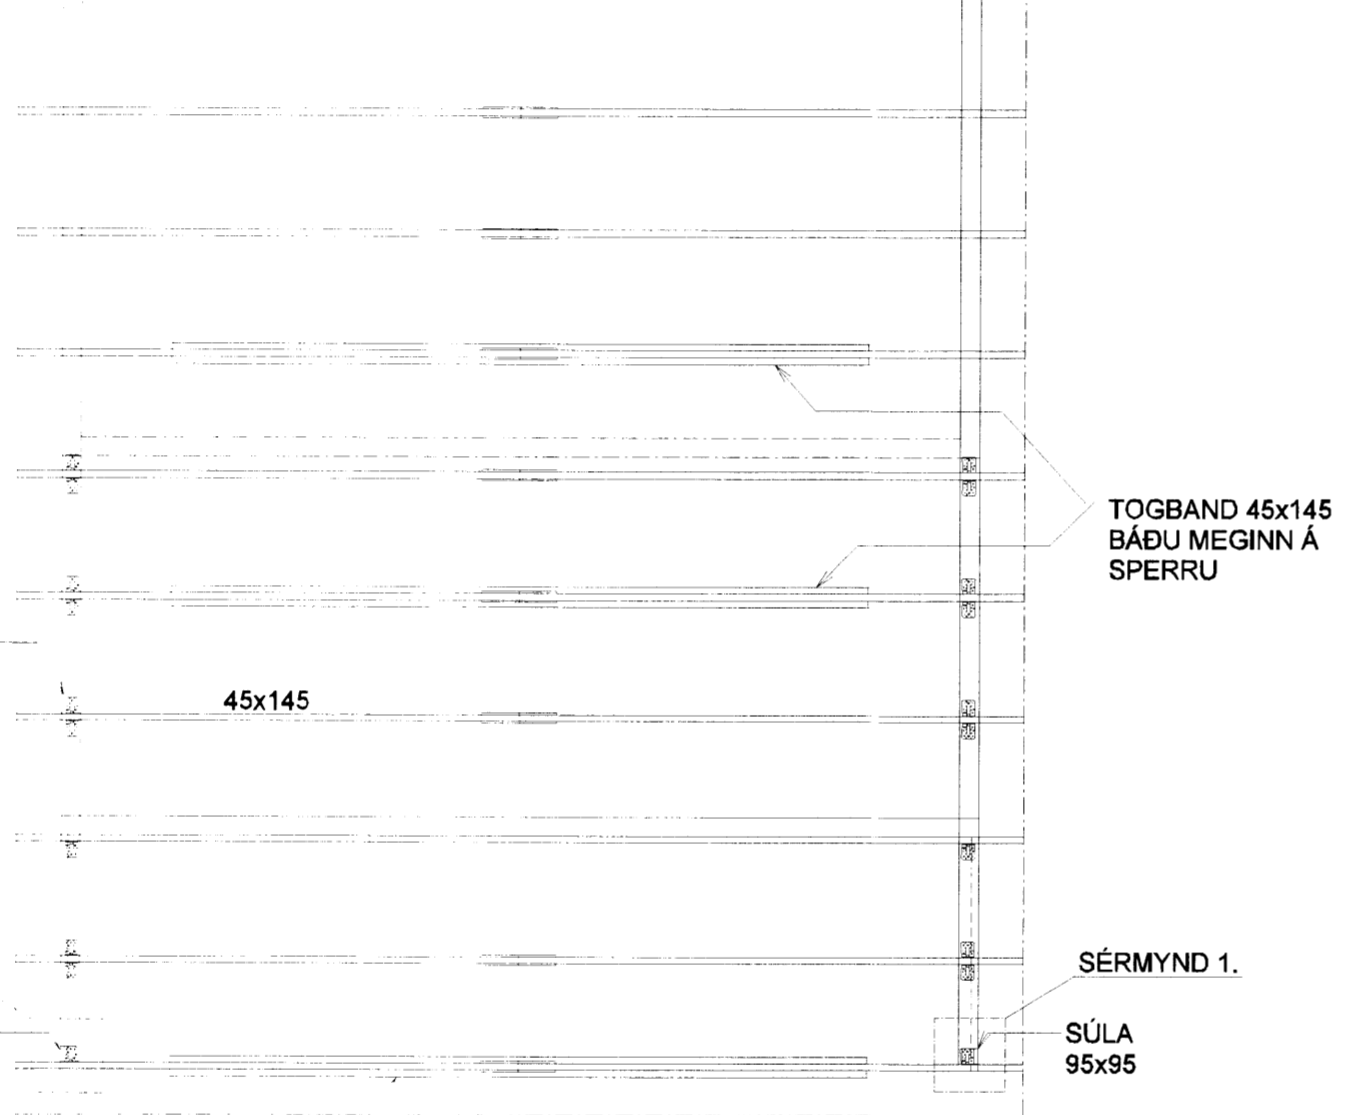 TOGBAND 45x145
BÁÐU MEGINN Á
SPERRU
45x145
SÉRMYND 1.
SÚLA
95x95